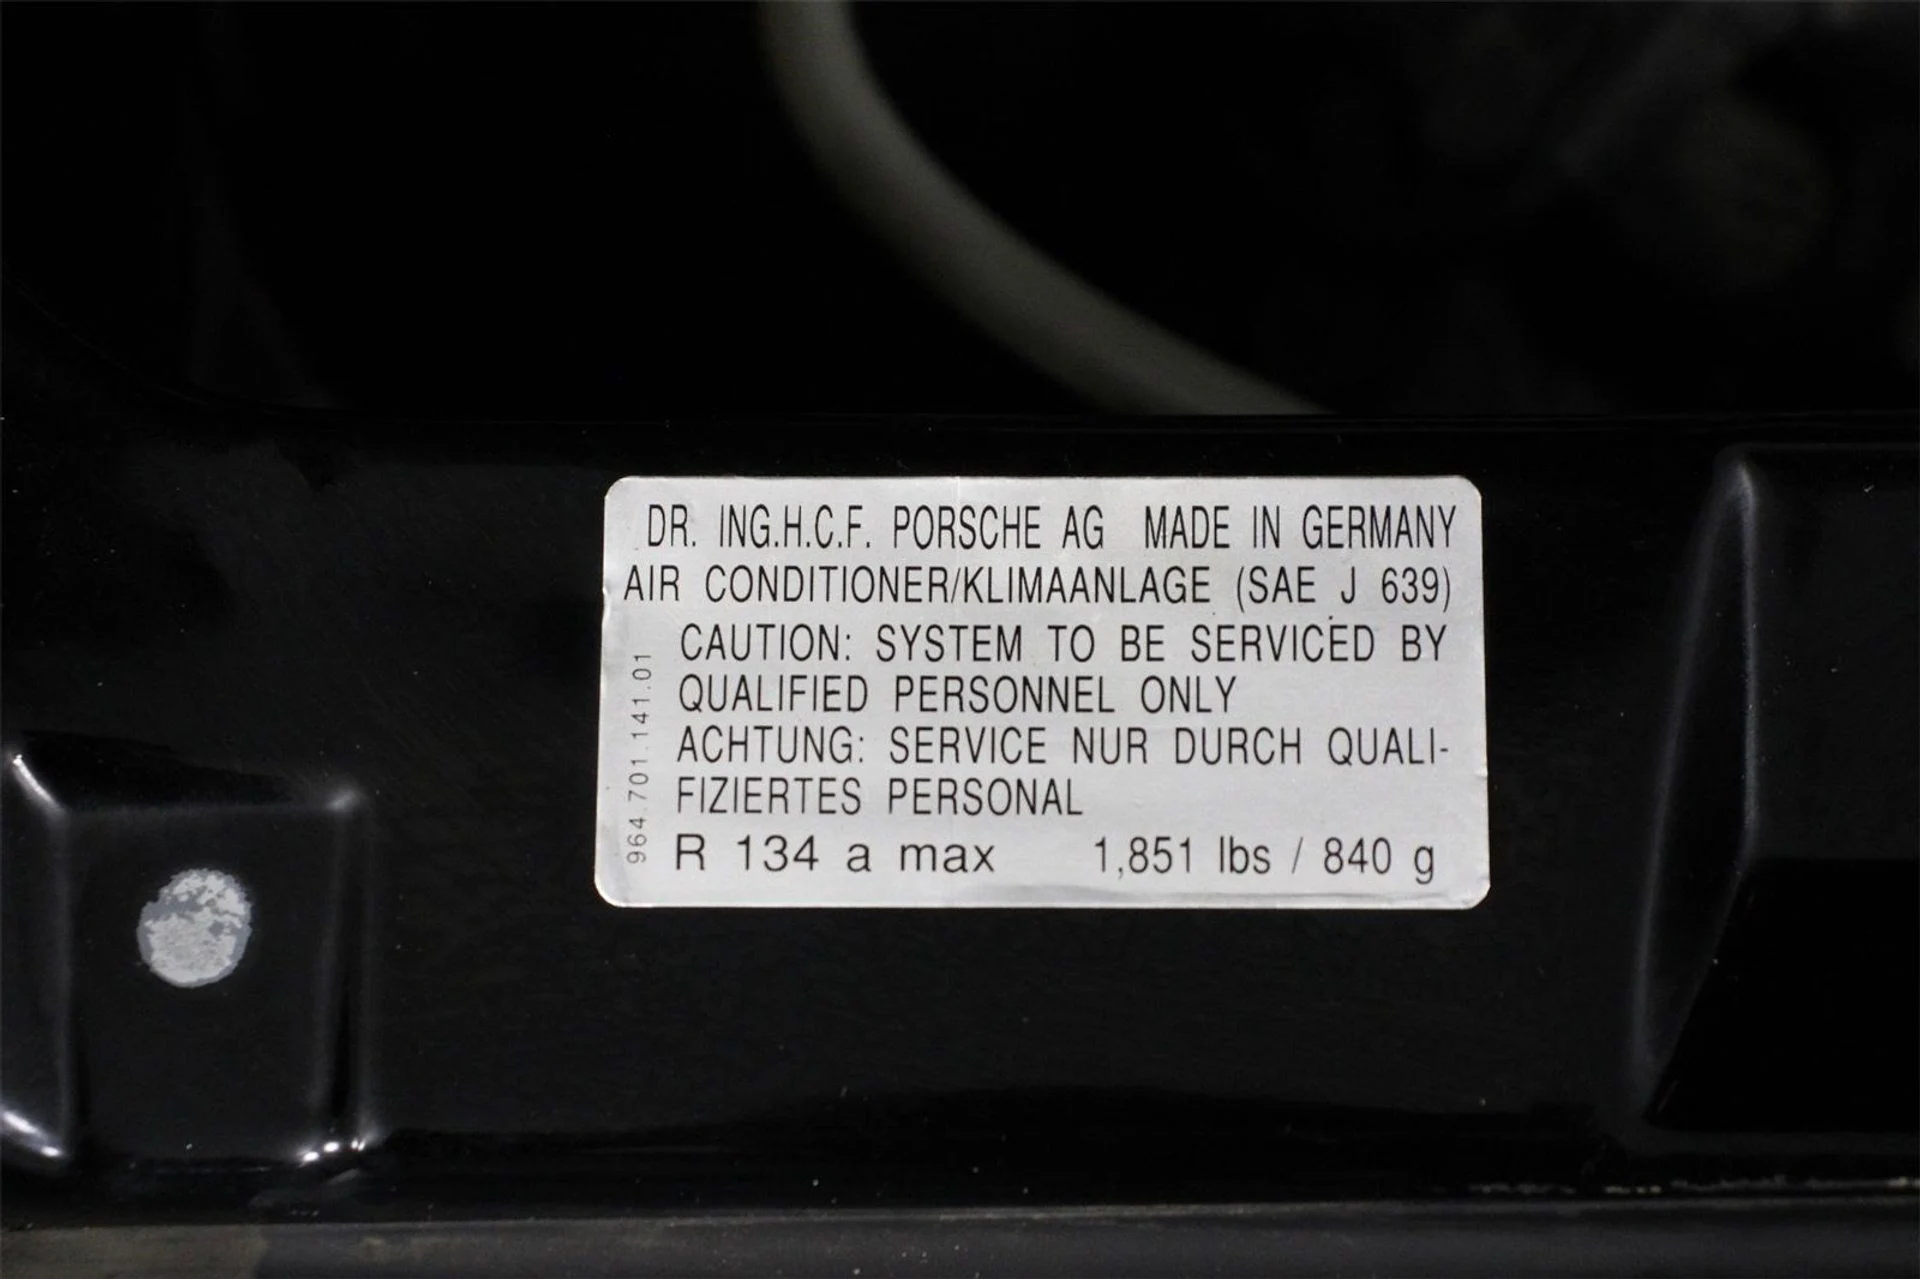 DR. ING.H.C.F. PORSCHE AG MADE IN GERMANY
AIR CONDITIONER/KLIMAANLAGE (SAE J 639)
CAUTION: SYSTEM TO BE SERVICED BY
QUALIFIED PERSONNEL ONLY
ACHTUNG: SERVICE NUR DURCH QUALI-
FIZIERTES PERSONAL
R 134 a max 1,851 lbs / 840 g
964.701.141.01